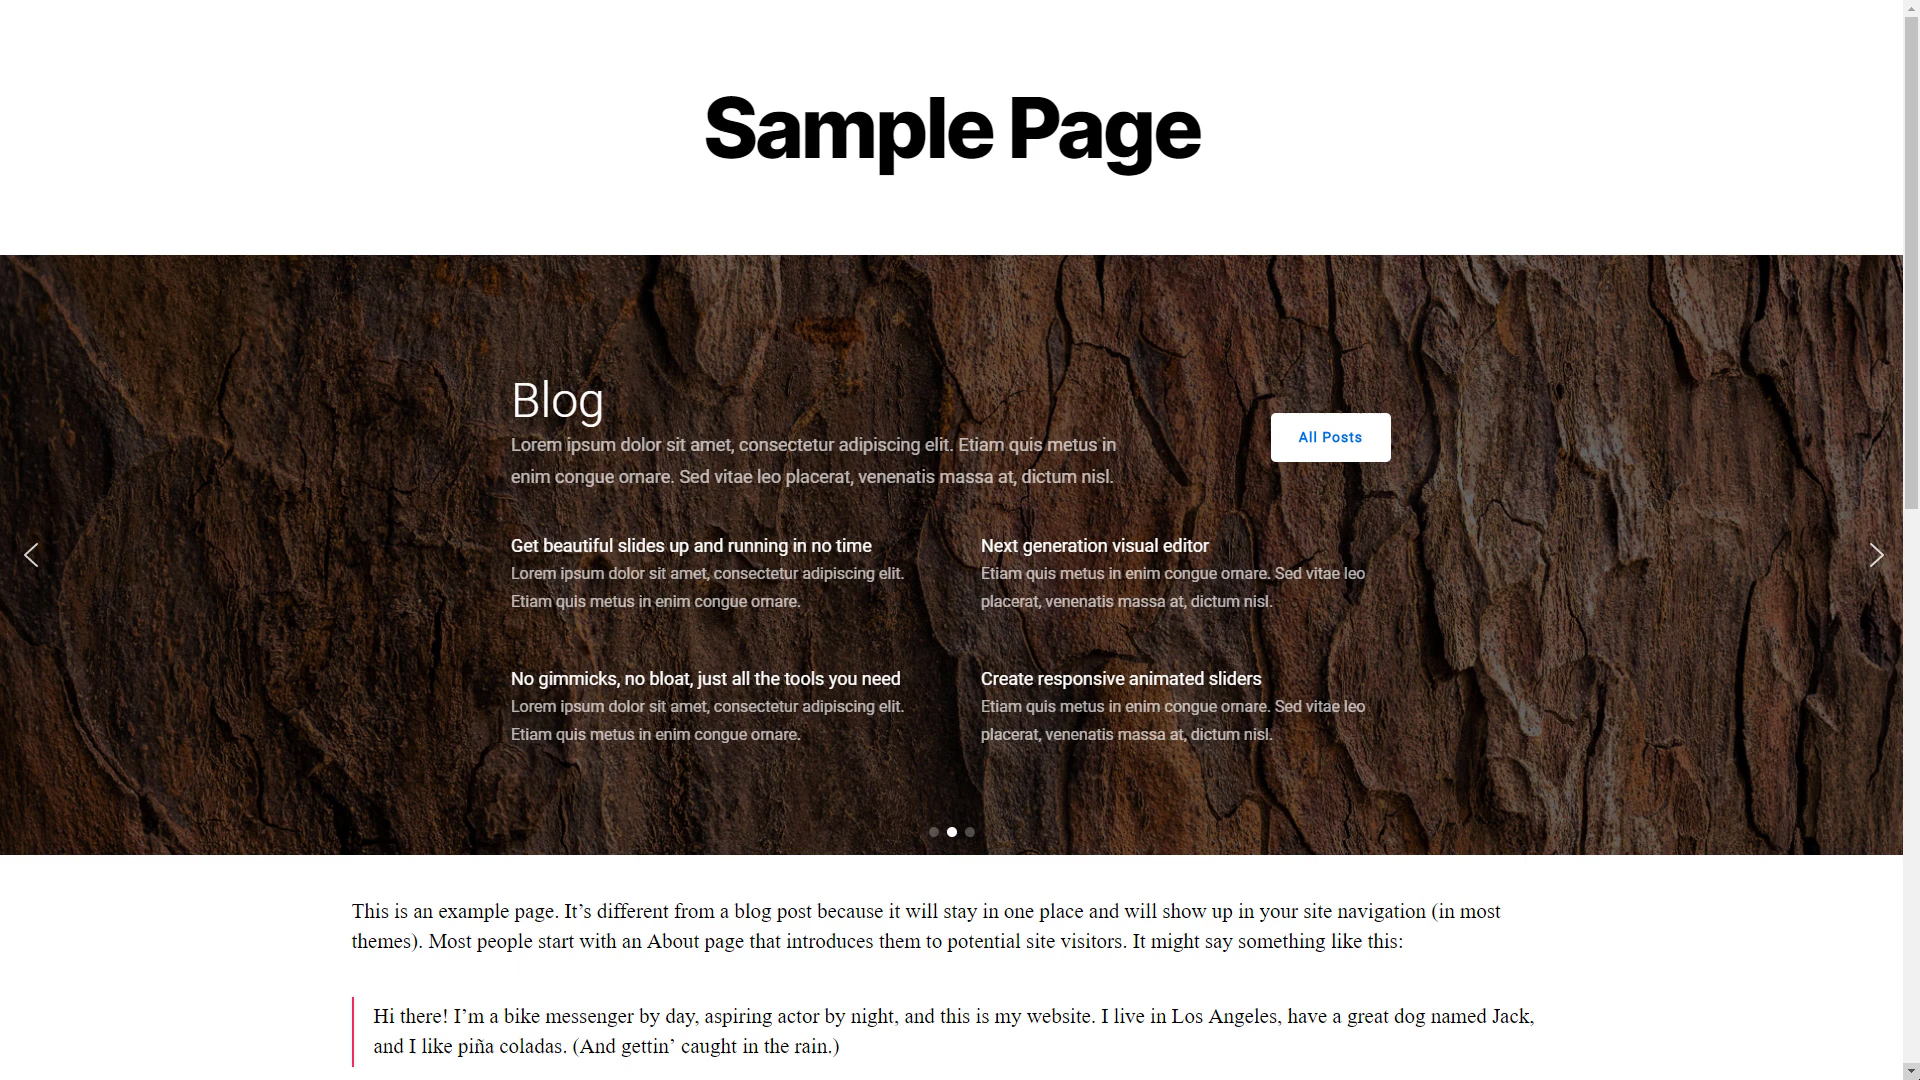 Sample Page
Blog
Lorem ipsum dolor sit amet, consectetur adipiscing elit. Etiam quis metus in
enim congue ornare. Sed vitae leo placerat, venenatis massa at, dictum nisl.
All Posts
Get beautiful slides up and running in no time
Lorem ipsum dolor sit amet, consectetur adipiscing elit.
Etiam quis metus in enim congue ornare.
Next generation visual editor
Etiam quis metus in enim congue ornare. Sed vitae leo
placerat, venenatis massa at, dictum nisl.
No gimmicks, no bloat, just all the tools you need
Lorem ipsum dolor sit amet, consectetur adipiscing elit.
Etiam quis metus in enim congue ornare.
Create responsive animated sliders
Etiam quis metus in enim congue ornare. Sed vitae leo
placerat, venenatis massa at, dictum nisl.
This is an example page. It’s different from a blog post because it will stay in one place and will show up in your site navigation (in most
themes). Most people start with an About page that introduces them to potential site visitors. It might say something like this:
Hi there! I’m a bike messenger by day, aspiring actor by night, and this is my website. I live in Los Angeles, have a great dog named Jack,
and I like piña coladas. (And gettin’ caught in the rain.)